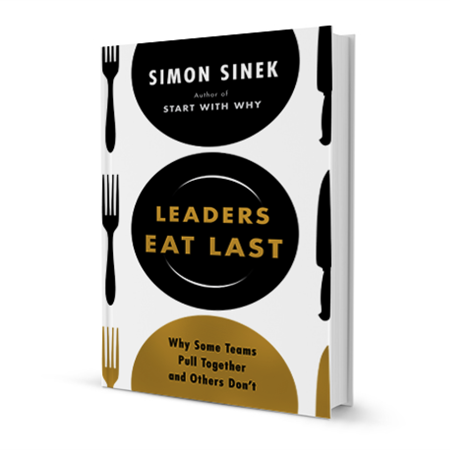 SIMON SINEK
Author of
START WITH WHY
LEADERS
EAT LAST
Why Some Teams
Pull Together
and Others Don't